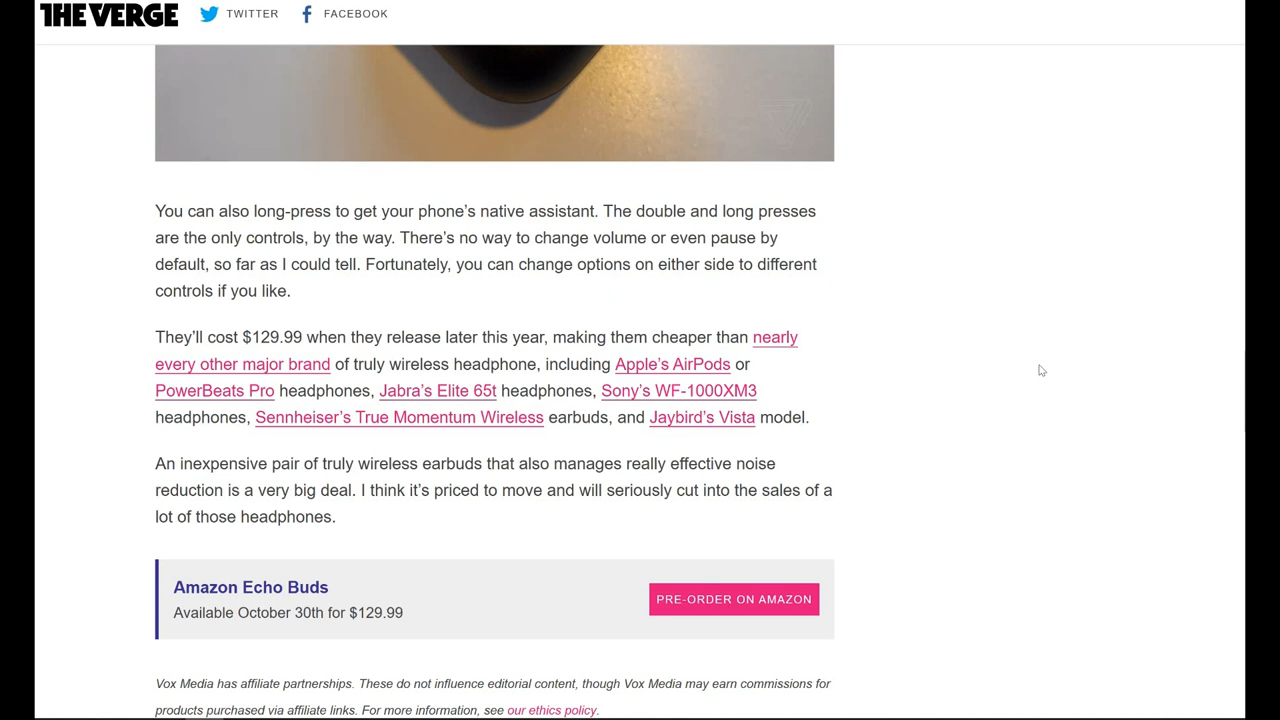 THE VERGE TWITTER FACEBOOK
You can also long-press to get your phone’s native assistant. The double and long presses
are the only controls, by the way. There’s no way to change volume or even pause by
default, so far as I could tell. Fortunately, you can change options on either side to different
controls if you like.
They’ll cost $129.99 when they release later this year, making them cheaper than nearly
every other major brand of truly wireless headphone, including Apple’s AirPods or
PowerBeats Pro headphones, Jabra’s Elite 65t headphones, Sony’s WF-1000XM3
headphones, Sennheiser’s True Momentum Wireless earbuds, and Jaybird’s Vista model.
An inexpensive pair of truly wireless earbuds that also manages really effective noise
reduction is a very big deal. I think it’s priced to move and will seriously cut into the sales of a
lot of those headphones.
Amazon Echo Buds
Available October 30th for $129.99
PRE-ORDER ON AMAZON
Vox Media has affiliate partnerships. These do not influence editorial content, though Vox Media may earn commissions for
products purchased via affiliate links. For more information, see our ethics policy.